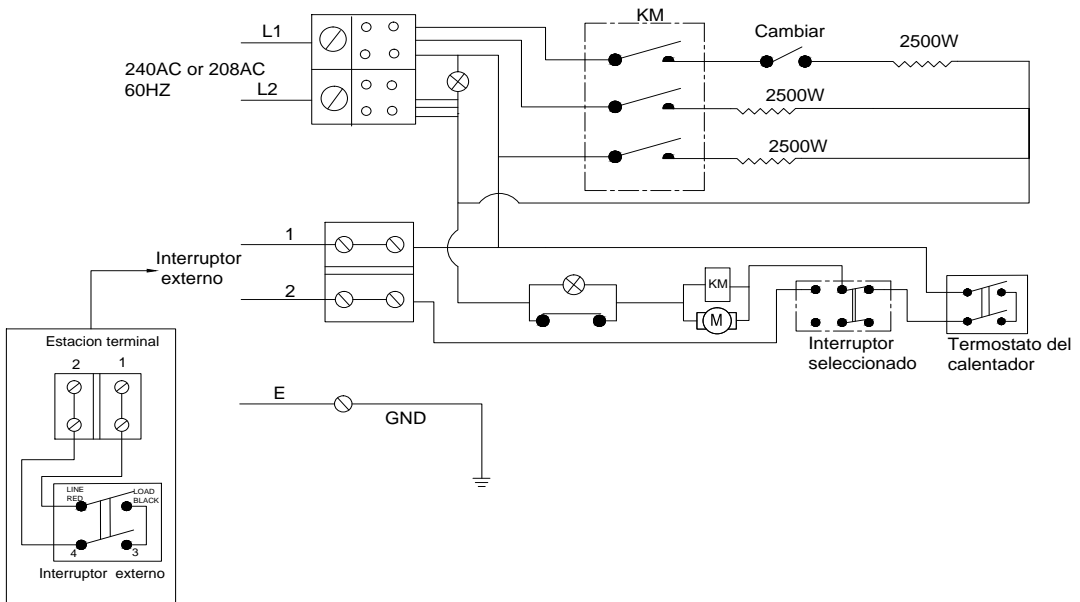 KM
L1
Cambiar
2500W
240AC or 208AC
60HZ
L2
2500W
2500W
1
Interruptor
externo
2
KM
M
Interruptor
seleccionado
Termostato del
calentador
E
GND
Estacion terminal
2 1
LINE
RED
LOAD
BLACK
4 3
Interruptor externo